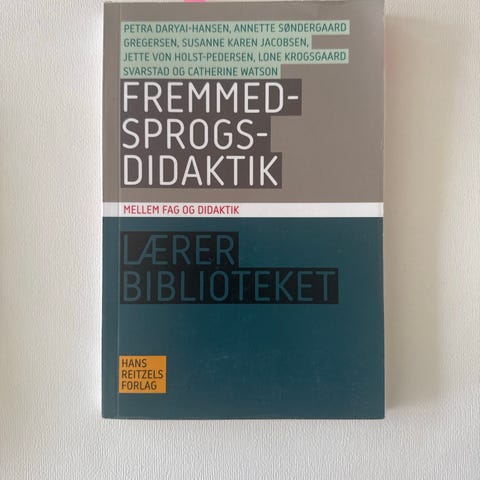 PETRA DARYAI-HANSEN, ANNETTE SØNDERGAARD
GREGERSEN, SUSANNE KAREN JACOBSEN,
JETTE VON HOLST-PEDERSEN, LONE KROGSGAARD
SVARSTAD OG CATHERINE WATSON
FREMMED-
SPROGS-
DIDAKTIK
MELLEM FAG OG DIDAKTIK
LÆRER
BIBLIOTEKET
HANS
REITZELS
FORLAG